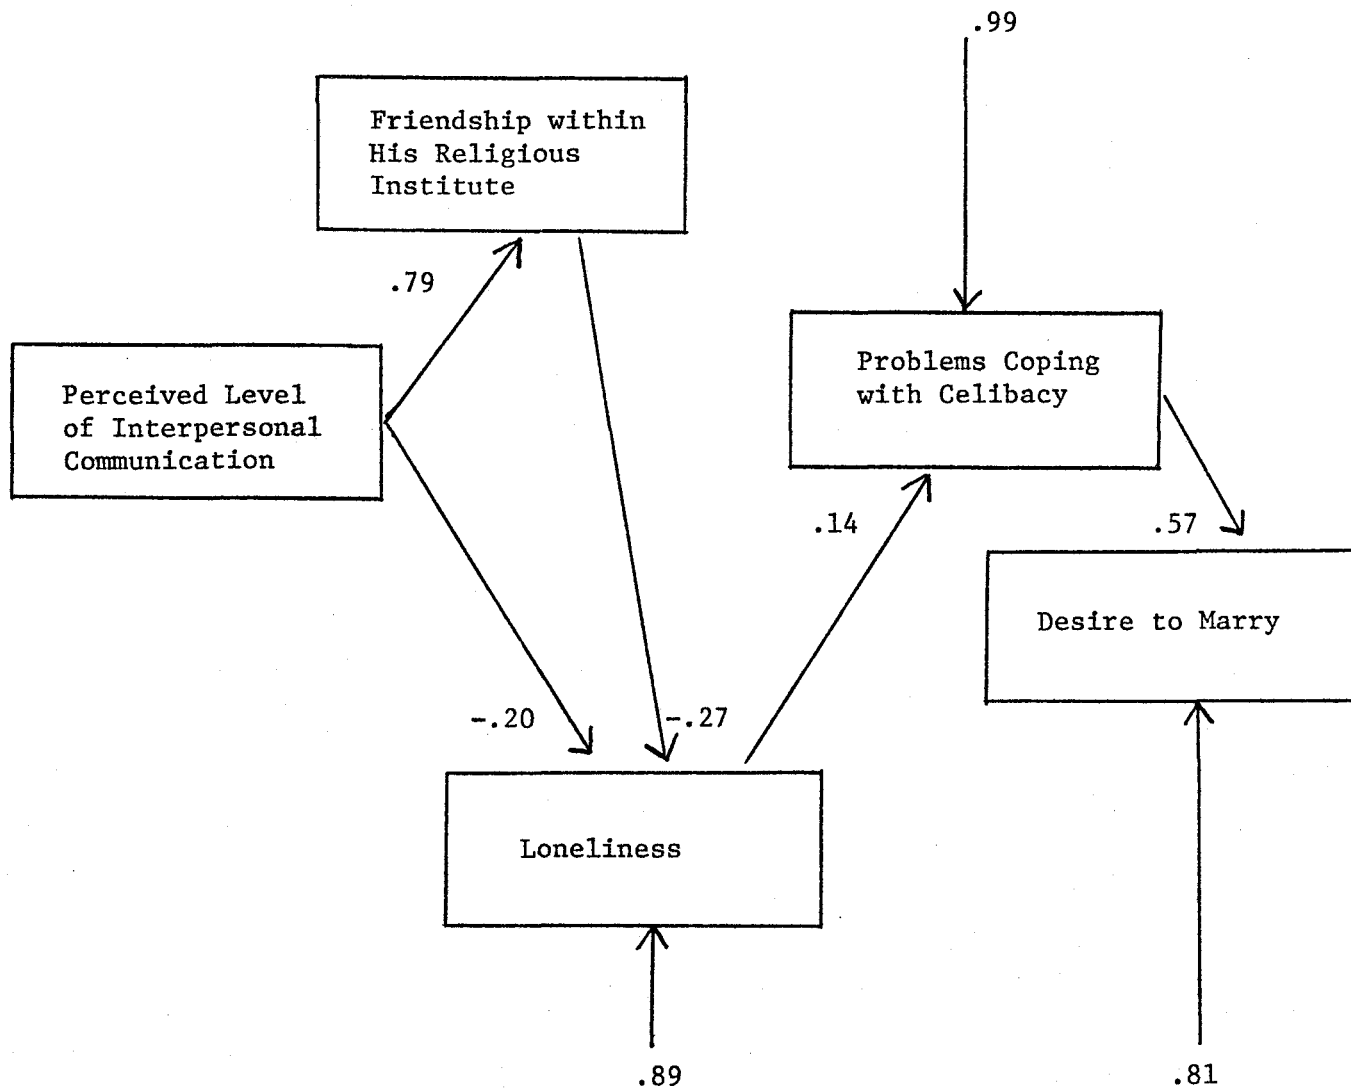 .99
Friendship within
His Religious
Institute
.79
Problems Coping
with Celibacy
Perceived Level
of Interpersonal
Communication
.14
.57
Desire to Marry
-.20
-.27
Loneliness
.89
.81